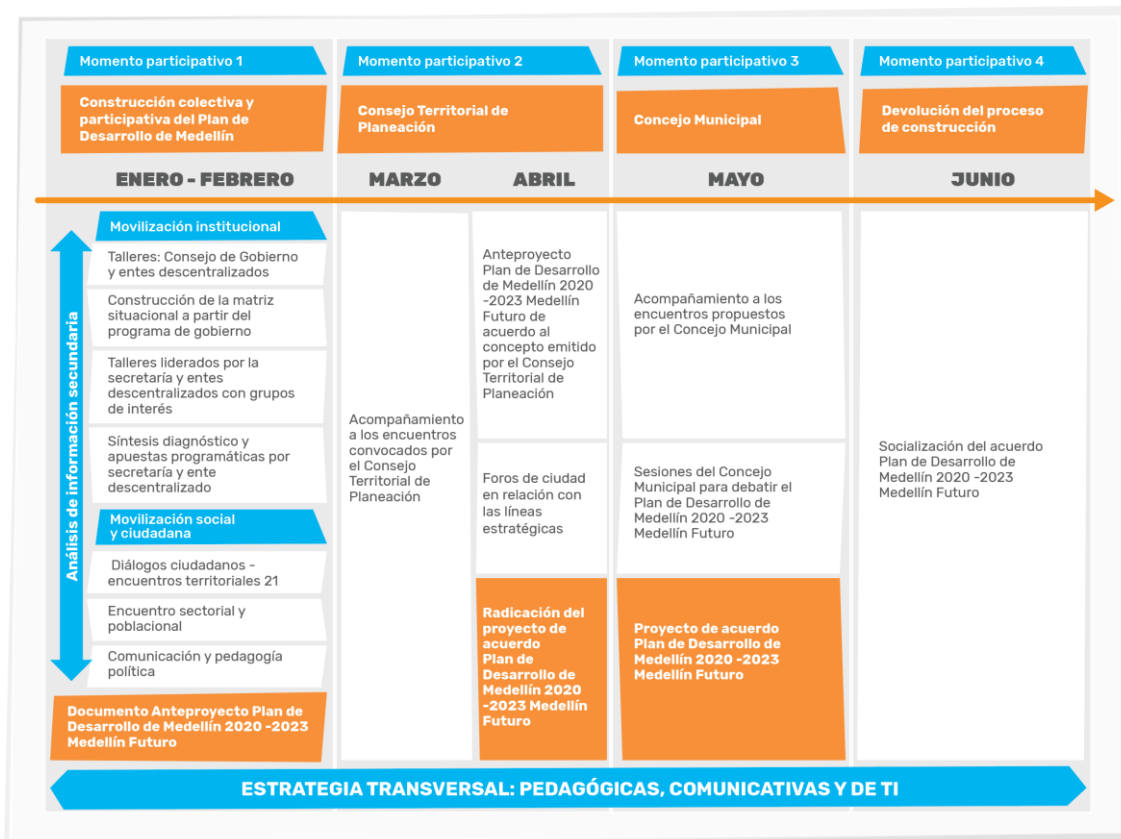 Momento participativo 1
Construcción colectiva y
participativa del Plan de
Desarrollo de Medellín
Momento participativo 2
Consejo Territorial de
Planeación
Momento participativo 3
Concejo Municipal
Momento participativo 4
Devolución del proceso
de construcción
ENERO - FEBRERO
MARZO
ABRIL
MAYO
JUNIO
Análisis de información secundaria
Movilización institucional
Talleres: Consejo de Gobierno
y entes descentralizados
Construcción de la matriz
situacional a partir del
programa de gobierno
Talleres liderados por la
secretaría y entes
descentralizados con grupos
de interés
Síntesis diagnóstico y
apuestas programáticas por
secretaría y ente
descentralizado
Movilización social
y ciudadana
Diálogos ciudadanos -
encuentros territoriales 21
Encuentro sectorial y
poblacional
Comunicación y pedagogía
política
Documento Anteproyecto Plan de
Desarrollo de Medellín 2020 -2023
Medellín Futuro
Acompañamiento
a los encuentros
convocados por
el Consejo
Territorial de
Planeación
Anteproyecto
Plan de Desarrollo
de Medellín 2020
-2023 Medellín
Futuro de
acuerdo al
concepto emitido
por el Consejo
Territorial de
Planeación
Foros de ciudad
en relación con
las líneas
estratégicas
Radicación del
proyecto de
acuerdo
Plan de
Desarrollo de
Medellín 2020
-2023 Medellín
Futuro
Acompañamiento a los
encuentros propuestos
por el Concejo Municipal
Sesiones del Concejo
Municipal para debatir el
Plan de Desarrollo de
Medellín 2020 -2023
Medellín Futuro
Proyecto de acuerdo
Plan de Desarrollo de
Medellín 2020 -2023
Medellín Futuro
Socialización del acuerdo
Plan de Desarrollo de
Medellín 2020 -2023
Medellín Futuro
ESTRATEGIA TRANSVERSAL: PEDAGÓGICAS, COMUNICATIVAS Y DE TI